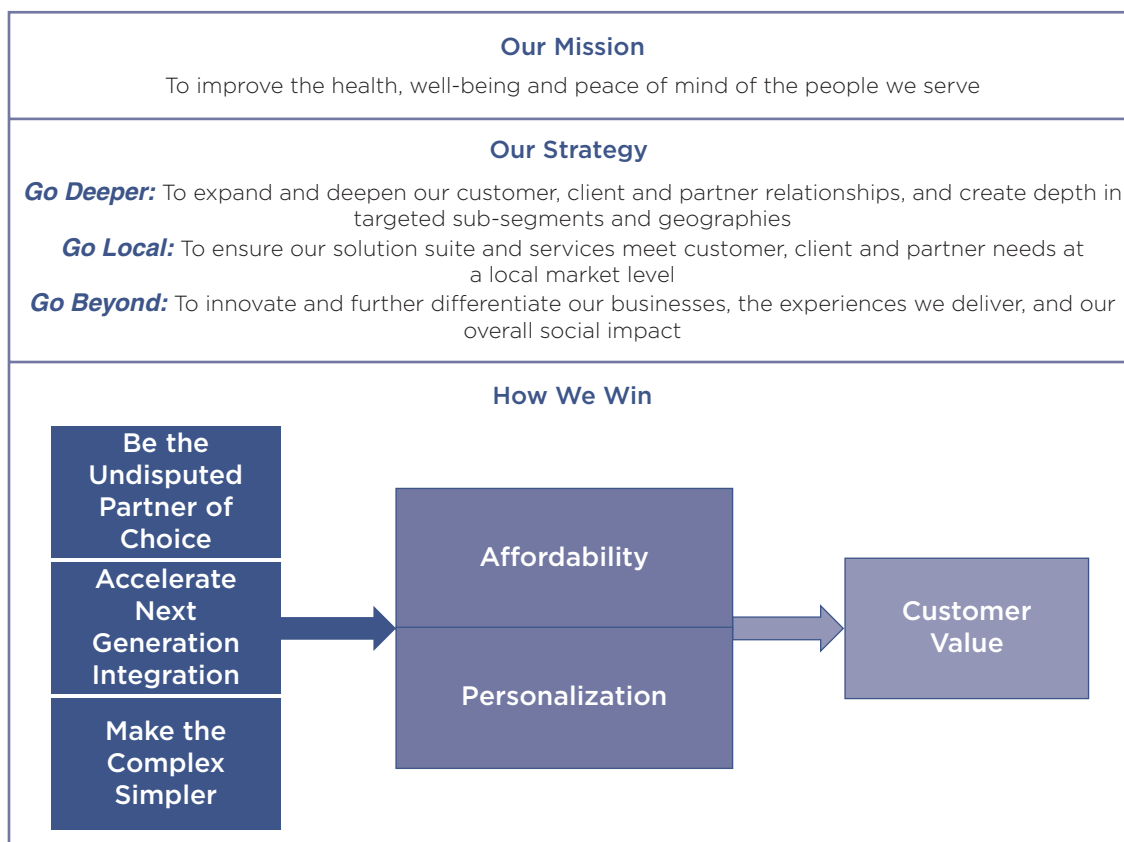 Our Mission
To improve the health, well-being and peace of mind of the people we serve
Our Strategy
Go Deeper: To expand and deepen our customer, client and partner relationships, and create depth in
targeted sub-segments and geographies
Go Local: To ensure our solution suite and services meet customer, client and partner needs at
a local market level
Go Beyond: To innovate and further differentiate our businesses, the experiences we deliver, and our
overall social impact
How We Win
Be the
Undisputed
Partner of
Choice
Accelerate
Next
Generation
Integration
Make the
Complex
Simpler
Affordability
Personalization
Customer
Value